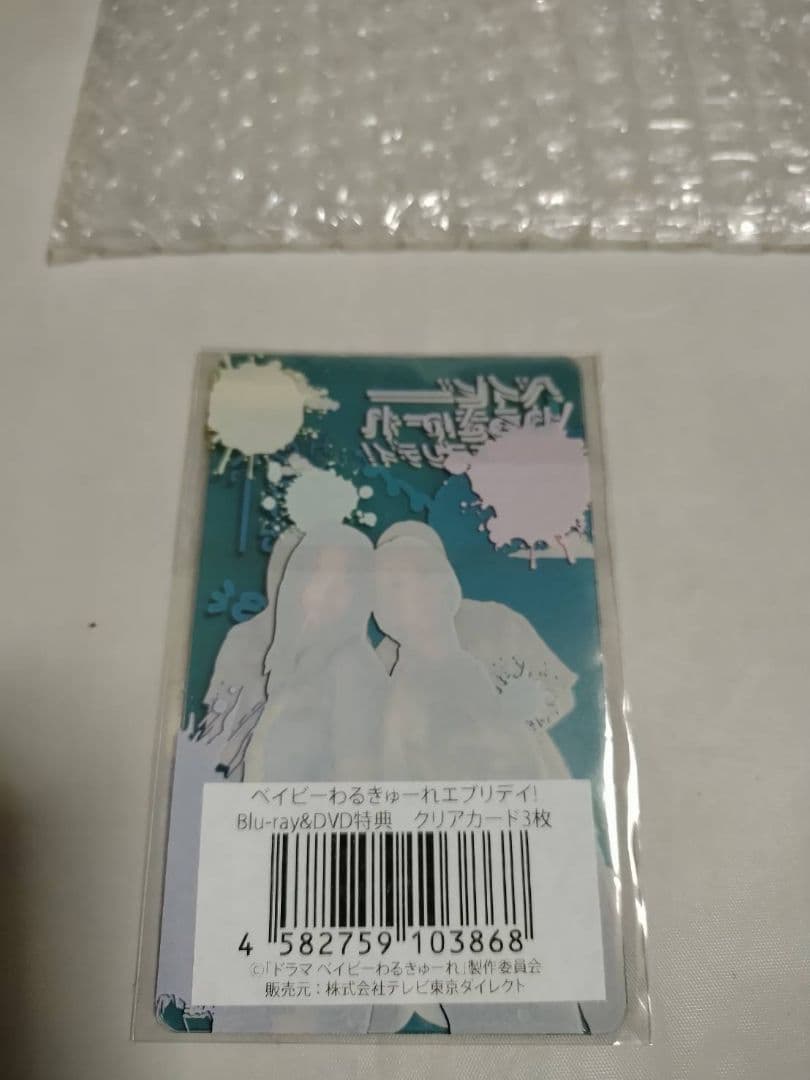 ベイビーわるきゅーれエブリデイ!
Blu-ray&DVD特典　クリアカード3枚
4 582759 103868
©「ドラマ ベイビーわるきゅーれ」製作委員会
販売元：株式会社テレビ東京ダイレクト